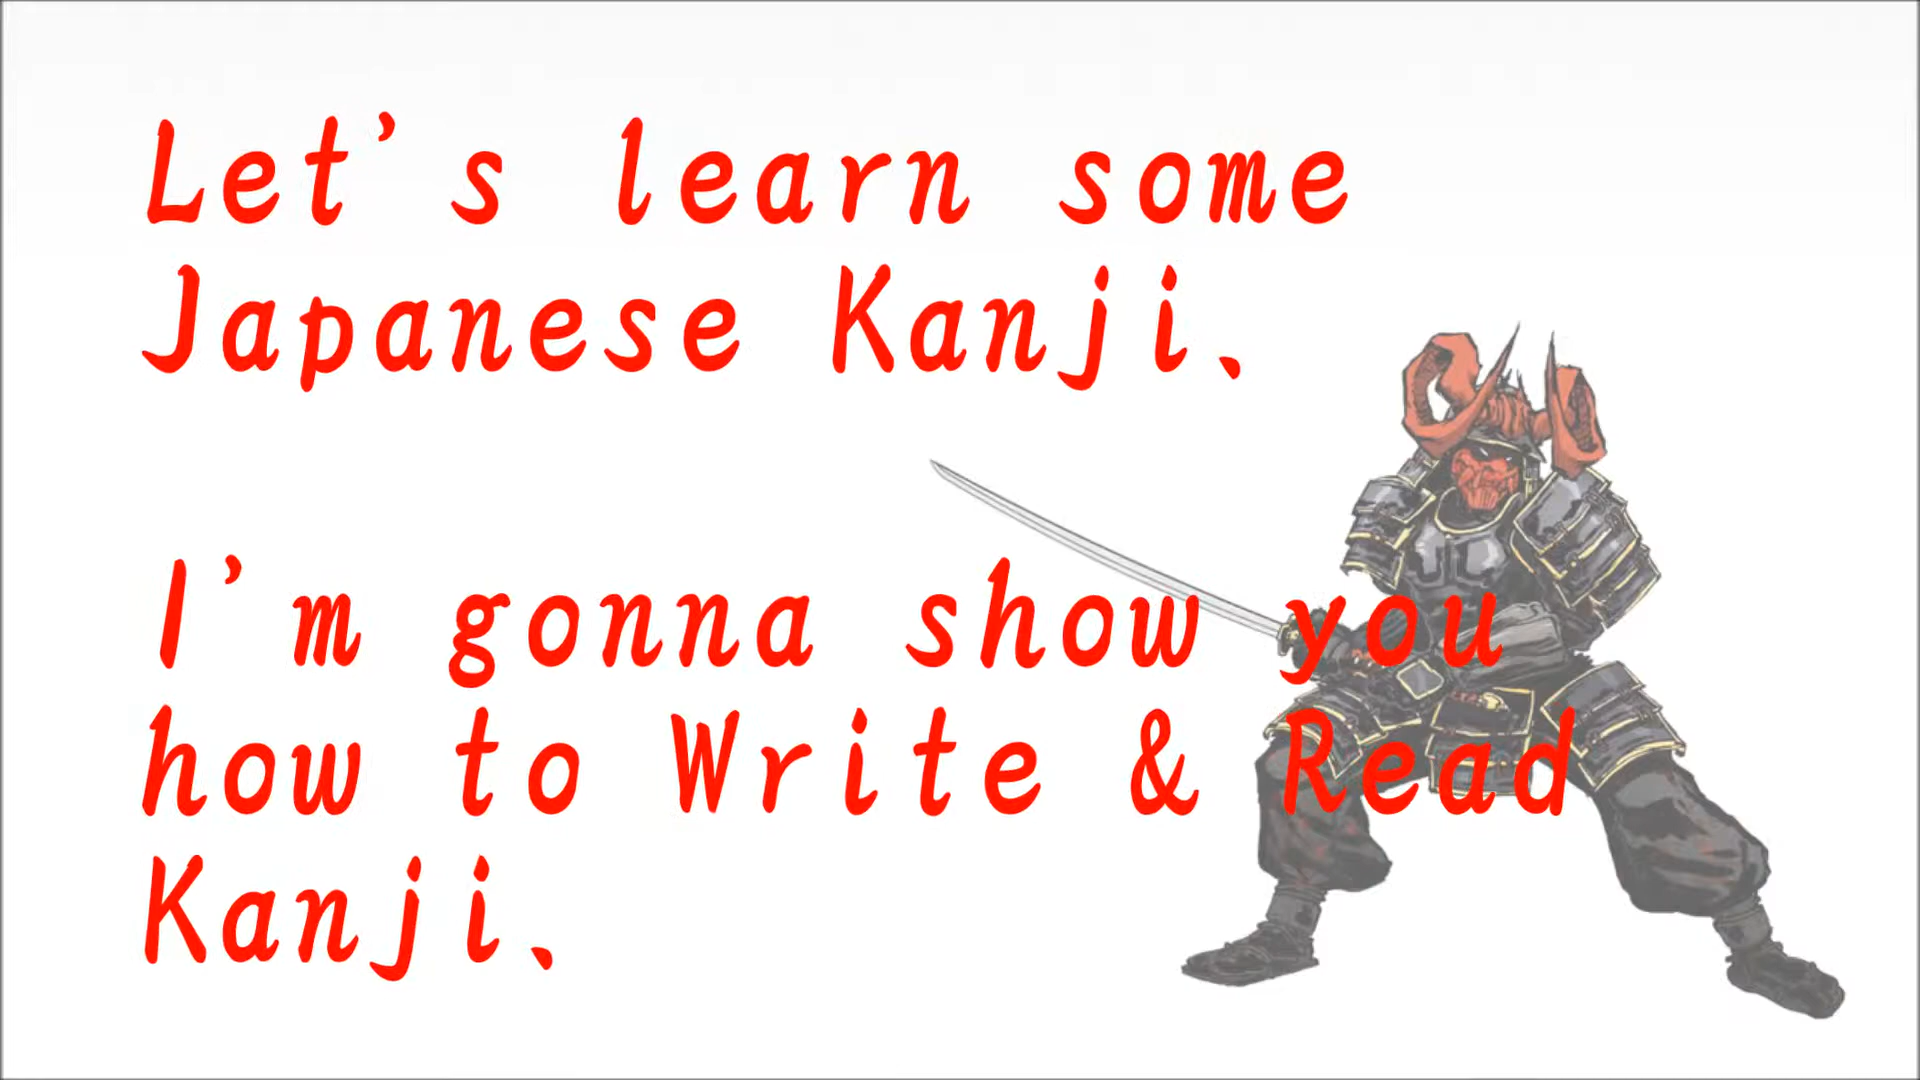 Let's learn some
Japanese Kanji.
I'm gonna show you
how to Write & Read
Kanji.